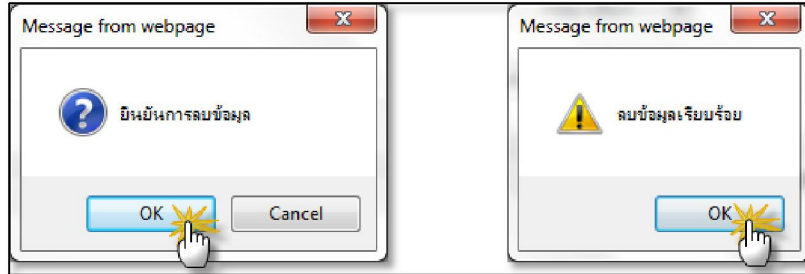 Message from webpage
ยืนยันการลบข้อมูล
OK
Cancel
Message from webpage
ลบข้อมูลเรียบร้อย
OK